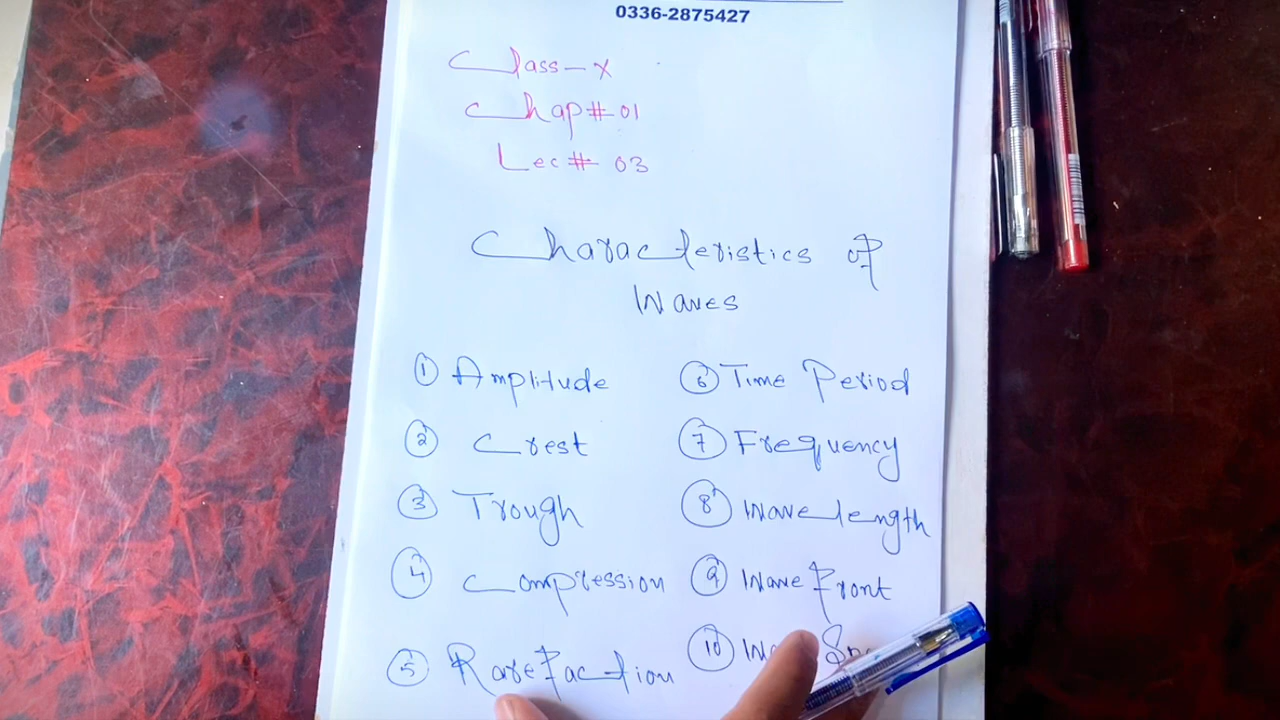 0336-2875427
Class-X
Chap# 01
Lec# 03
Characteristics of
Waves
① Amplitude
② Crest
③ Trough
④ Compression
⑤ Rarefaction
⑥ Time Period
⑦ Frequency
⑧ Wavelength
⑨ Wave Front
⑩